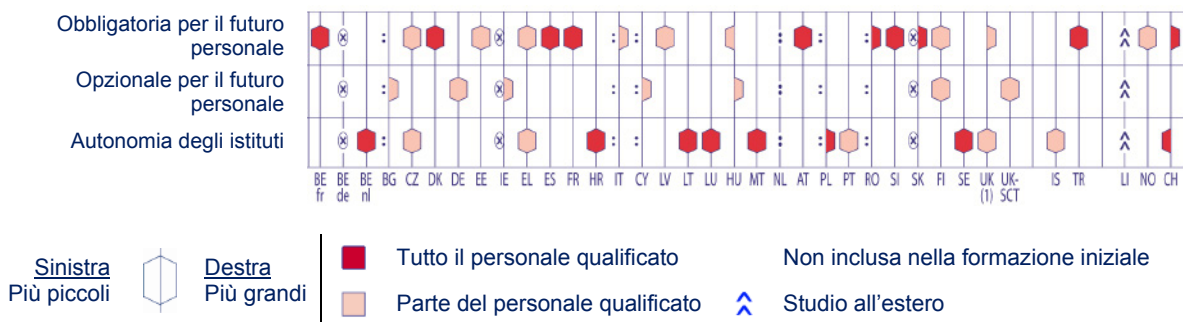 Obbligatoria per il futuro
personale
Opzionale per il futuro
personale
Autonomia degli istituti
BE BE BE BG CZ DK DE EE IE EL ES FR HR IT CY LV LT LU HU MT NL AT PL PT RO SI SK FI SE UK UK- IS TR LI NO CH
fr de nl (1) SCT
Sinistra Destra
Più piccoli Più grandi
Tutto il personale qualificato Non inclusa nella formazione iniziale
Parte del personale qualificato Studio all'estero